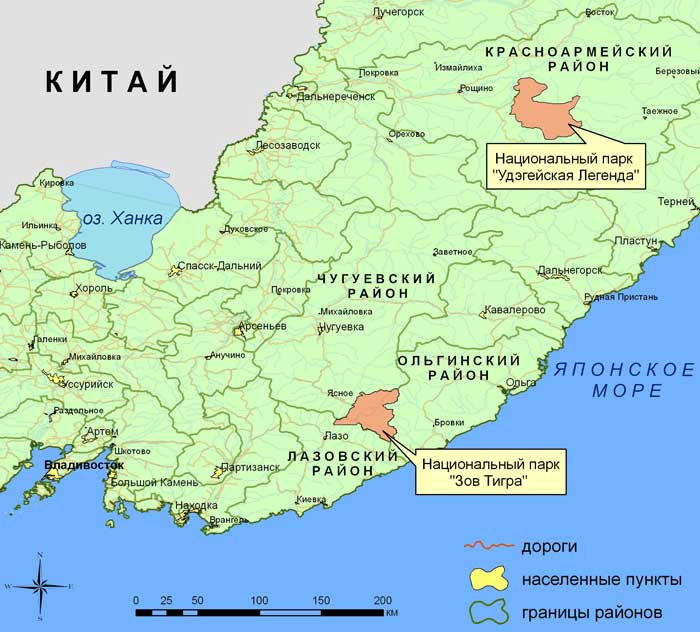 Лучегорск
Восток
КРАСНОАРМЕЙСКИЙ
РАЙОН
КИТАЙ
Измайлиха
Покровка
Березовый
Рощино
Дальнереченск
Таежное
Орехово
Лесозаводск
Национальный парк
"Удэгейская Легенда"
Кировка
Терней
оз. Ханка
Ильинка
Духовское
Пластун
Камень-Рыболов
Заветное
Спасск-Дальний
Дальнегорск
ЧУГУЕВСКИЙ
РАЙОН
Хороль
Покровка
Рудная Пристань
Кавалерово
Михайловка
Арсеньев
Чугуевка
Галенки
Михайловка
Анучино
ОЛЬГИНСКИЙ
РАЙОН
ЯПОНСКОЕ
МОРЕ
Уссурийск
Ольга
Ясное
Раздольное
Бровки
Артем
Лазо
Шкотово
ЛАЗОВСКИЙ
РАЙОН
Владивосток
Партизанск
Национальный парк
"Зов Тигра"
Большой Камень
Киевка
Находка
Врангель
дороги
населенные пункты
границы районов
N
W
E
S
0 25 50 100 150 200
КМ